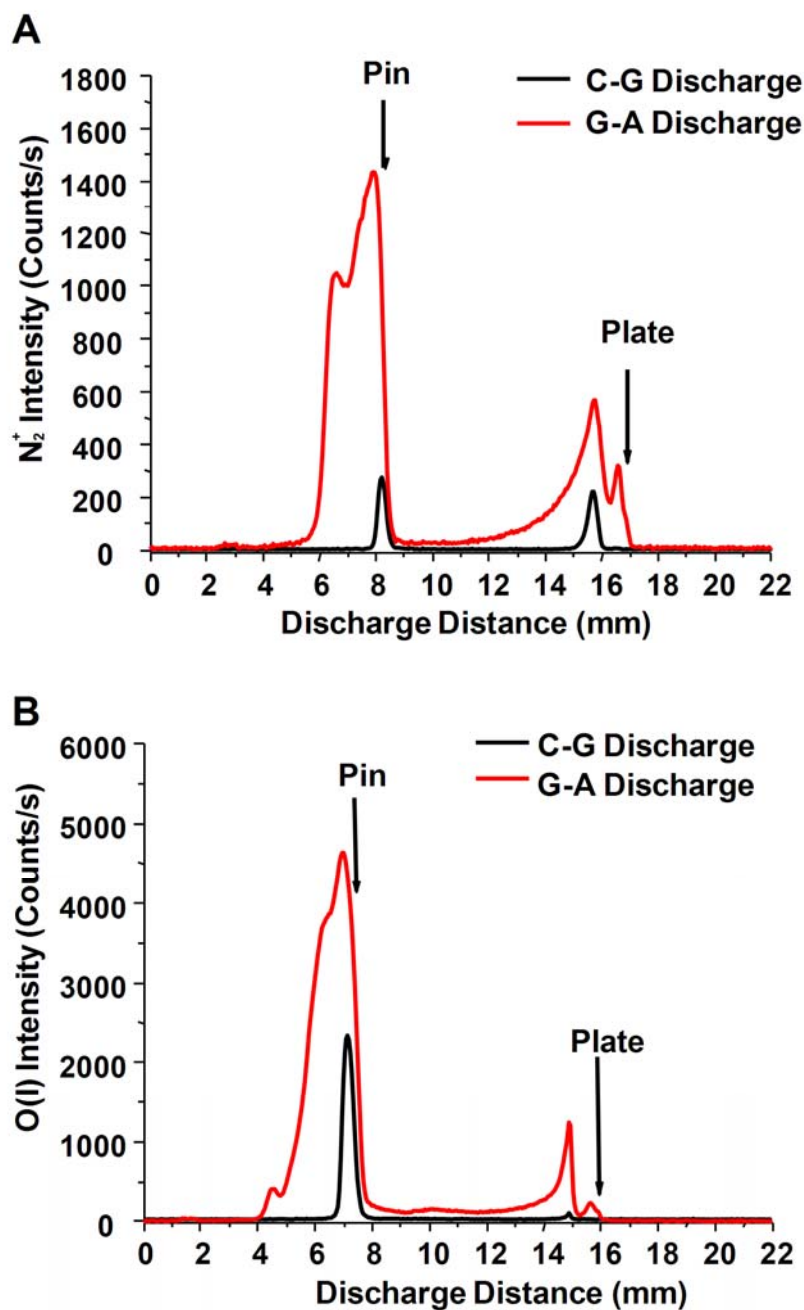 A
C-G Discharge
G-A Discharge
Pin
Plate
1800
1600
1400
1200
1000
800
600
400
200
0
N₂⁺ Intensity (Counts/s)
0 2 4 6 8 10 12 14 16 18 20 22
Discharge Distance (mm)
B
C-G Discharge
G-A Discharge
Pin
Plate
6000
5000
4000
3000
2000
1000
0
O(I) Intensity (Counts/s)
0 2 4 6 8 10 12 14 16 18 20 22
Discharge Distance (mm)